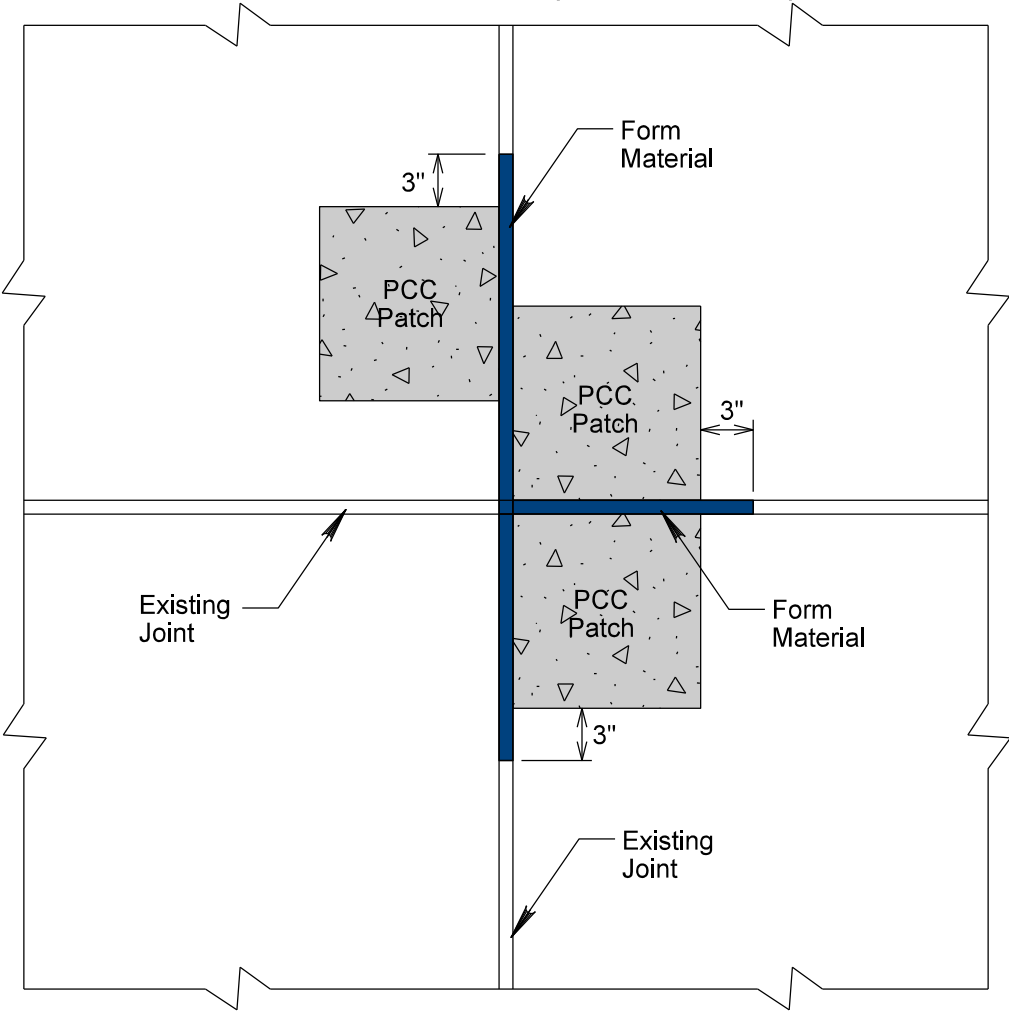 Form
Material
3"
PCC
Patch
PCC
Patch
3"
Existing
Joint
PCC
Patch
Form
Material
3"
Existing
Joint